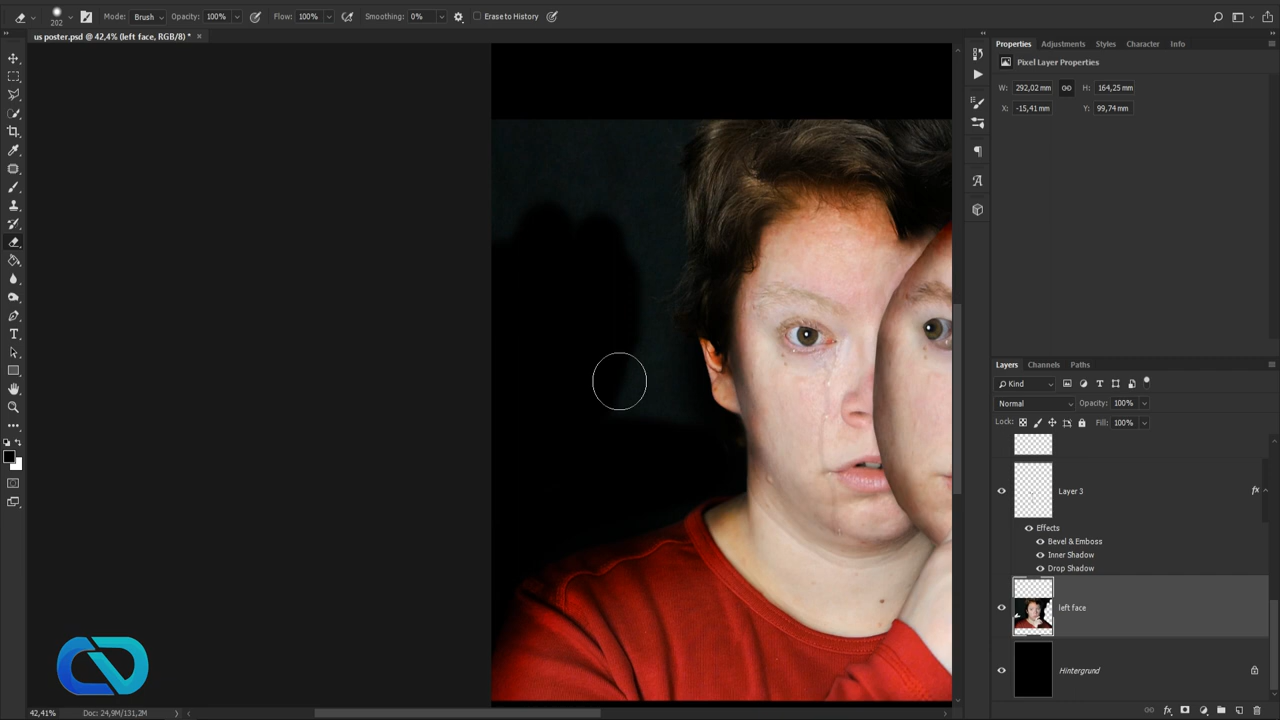 202
Mode: Brush Opacity: 100% Flow: 100% Smoothing: 0% Erase to History
us poster.psd @ 42,4% (left face, RGB/8) * ×
Properties Adjustments Styles Character Info
Pixel Layer Properties
W: 292,02 mm H: 164,25 mm
X: -15,41 mm Y: 99,74 mm
Layers Channels Paths
Kind
Normal Opacity: 100%
Lock: Fill: 100%
Layer 3 fx
Effects
Bevel & Emboss
Inner Shadow
Drop Shadow
left face
Hintergrund
42,41% Doc: 24,9M/131,2M
fx